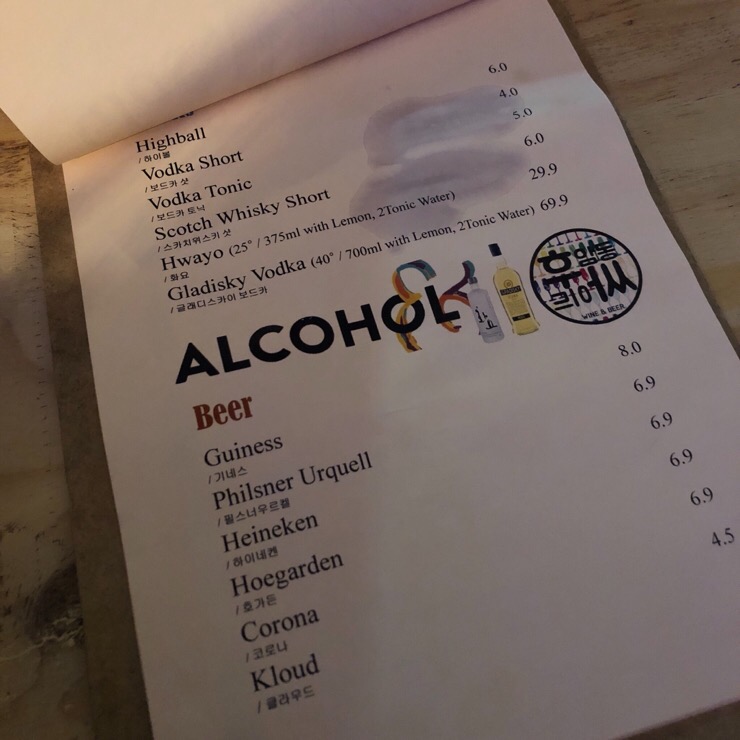 Highball 6.0
/ 하이볼
Vodka Short 4.0
/ 보드카 샷
Vodka Tonic 5.0
/ 보드카 토닉
Scotch Whisky Short 6.0
/ 스카치위스키 샷
Hwayo (25° / 375ml with Lemon, 2Tonic Water) 29.9
/ 화요
Gladisky Vodka (40° / 700ml with Lemon, 2Tonic Water) 69.9
/ 글래디스카이 보드카
ALCOHOL
WINE & BEER
Beer
Guiness 8.0
/ 기네스
Philsner Urquell 6.9
/ 필스너우르켈
Heineken 6.9
/ 하이네켄
Hoegarden 6.9
/ 호가든
Corona 6.9
/ 코로나
Kloud 4.5
/ 클라우드